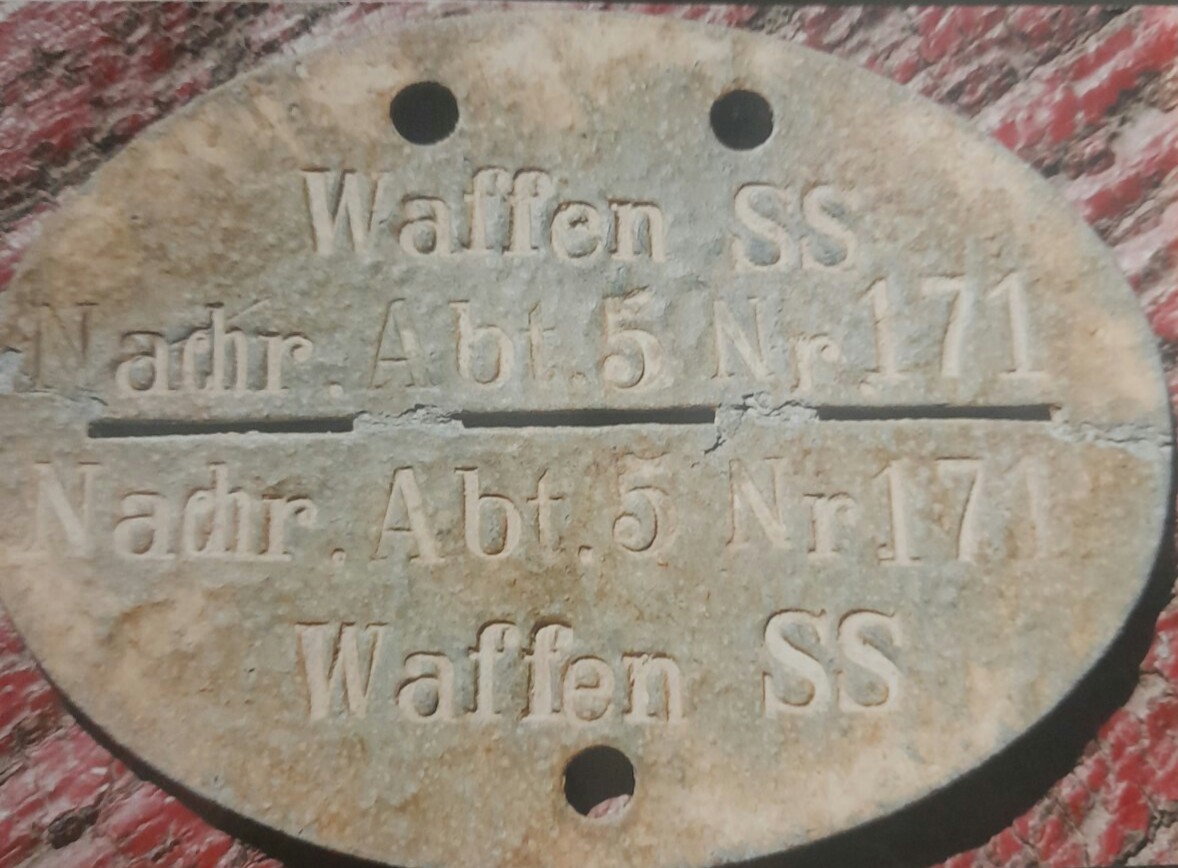 Waffen SS
Nachr. Abt. 5 Nr. 171
Nachr. Abt. 5 Nr 171
Waffen SS